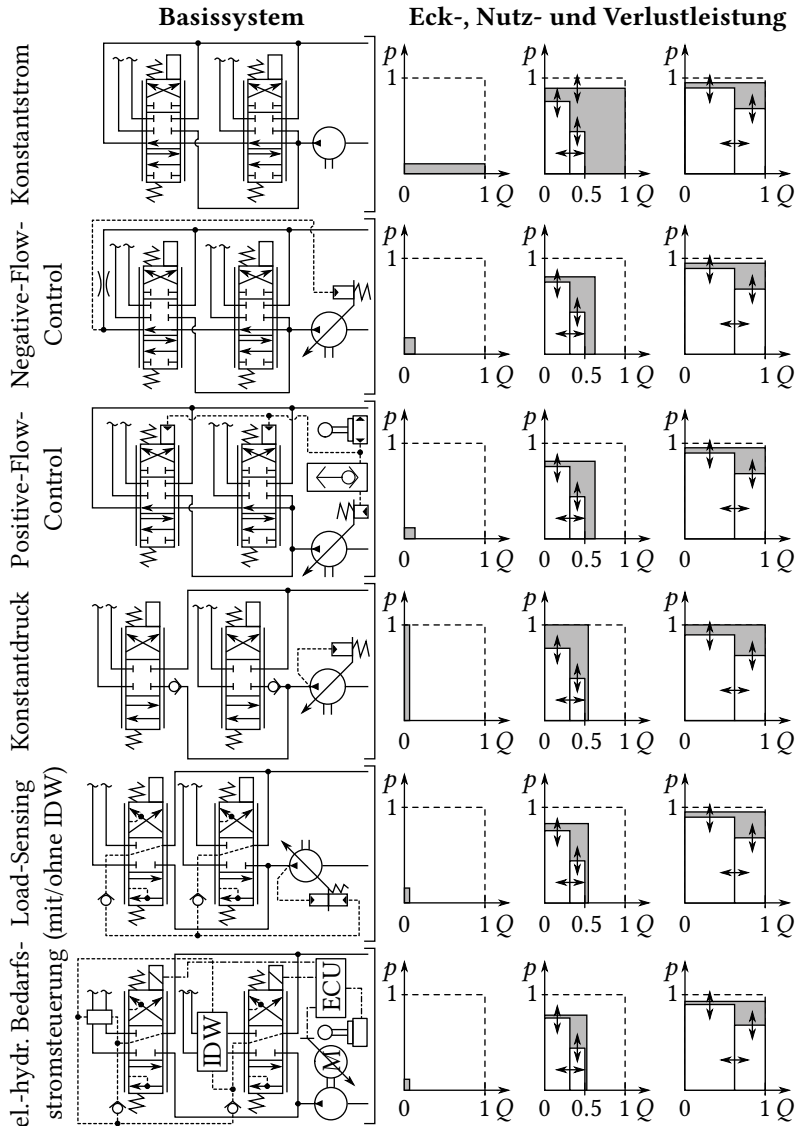 Basissystem
Eck-, Nutz- und Verlustleistung
Konstantstrom
p
1
0
1 Q
p
1
0 0.5 1 Q
p
1
0
1 Q
Negative-Flow-
Control
p
1
0
1 Q
p
1
0 0.5 1 Q
p
1
0
1 Q
Positive-Flow-
Control
p
1
0
1 Q
p
1
0 0.5 1 Q
p
1
0
1 Q
Konstantdruck
p
1
0
1 Q
p
1
0 0.5 1 Q
p
1
0
1 Q
Load-Sensing
(mit/ohne IDW)
p
1
0
1 Q
p
1
0 0.5 1 Q
p
1
0
1 Q
el.-hydr. Bedarfs-
stromsteuerung
IDW
ECU
M
p
1
0
1 Q
p
1
0 0.5 1 Q
p
1
0
1 Q